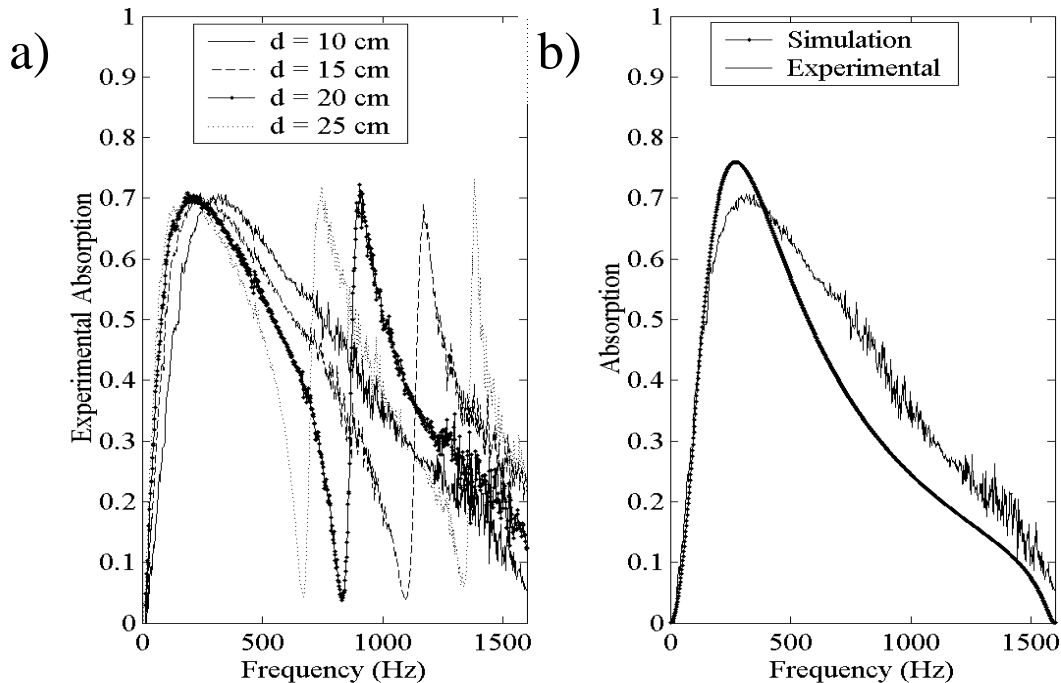 a)
d = 10 cm
d = 15 cm
d = 20 cm
d = 25 cm
1
0.9
0.8
0.7
0.6
0.5
0.4
0.3
0.2
0.1
0
Experimental Absorption
0
500
1000
1500
Frequency (Hz)
b)
Simulation
Experimental
1
0.9
0.8
0.7
0.6
0.5
0.4
0.3
0.2
0.1
0
Absorption
0
500
1000
1500
Frequency (Hz)